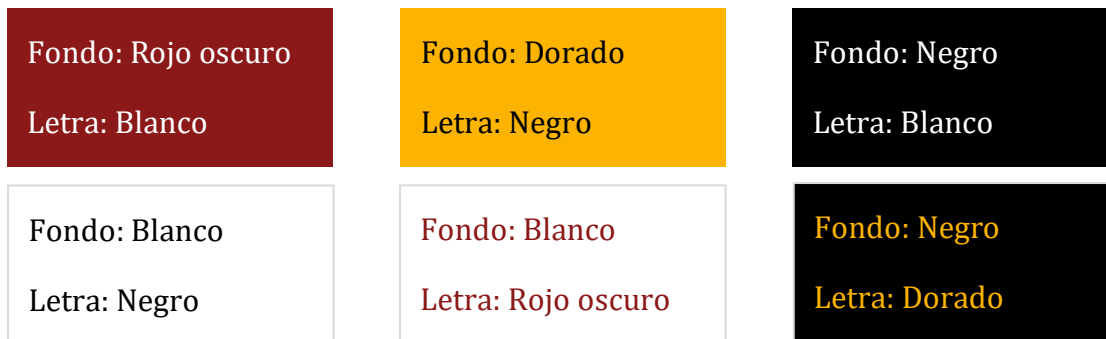 Fondo: Rojo oscuro
Letra: Blanco
Fondo: Dorado
Letra: Negro
Fondo: Negro
Letra: Blanco
Fondo: Blanco
Letra: Negro
Fondo: Blanco
Letra: Rojo oscuro
Fondo: Negro
Letra: Dorado